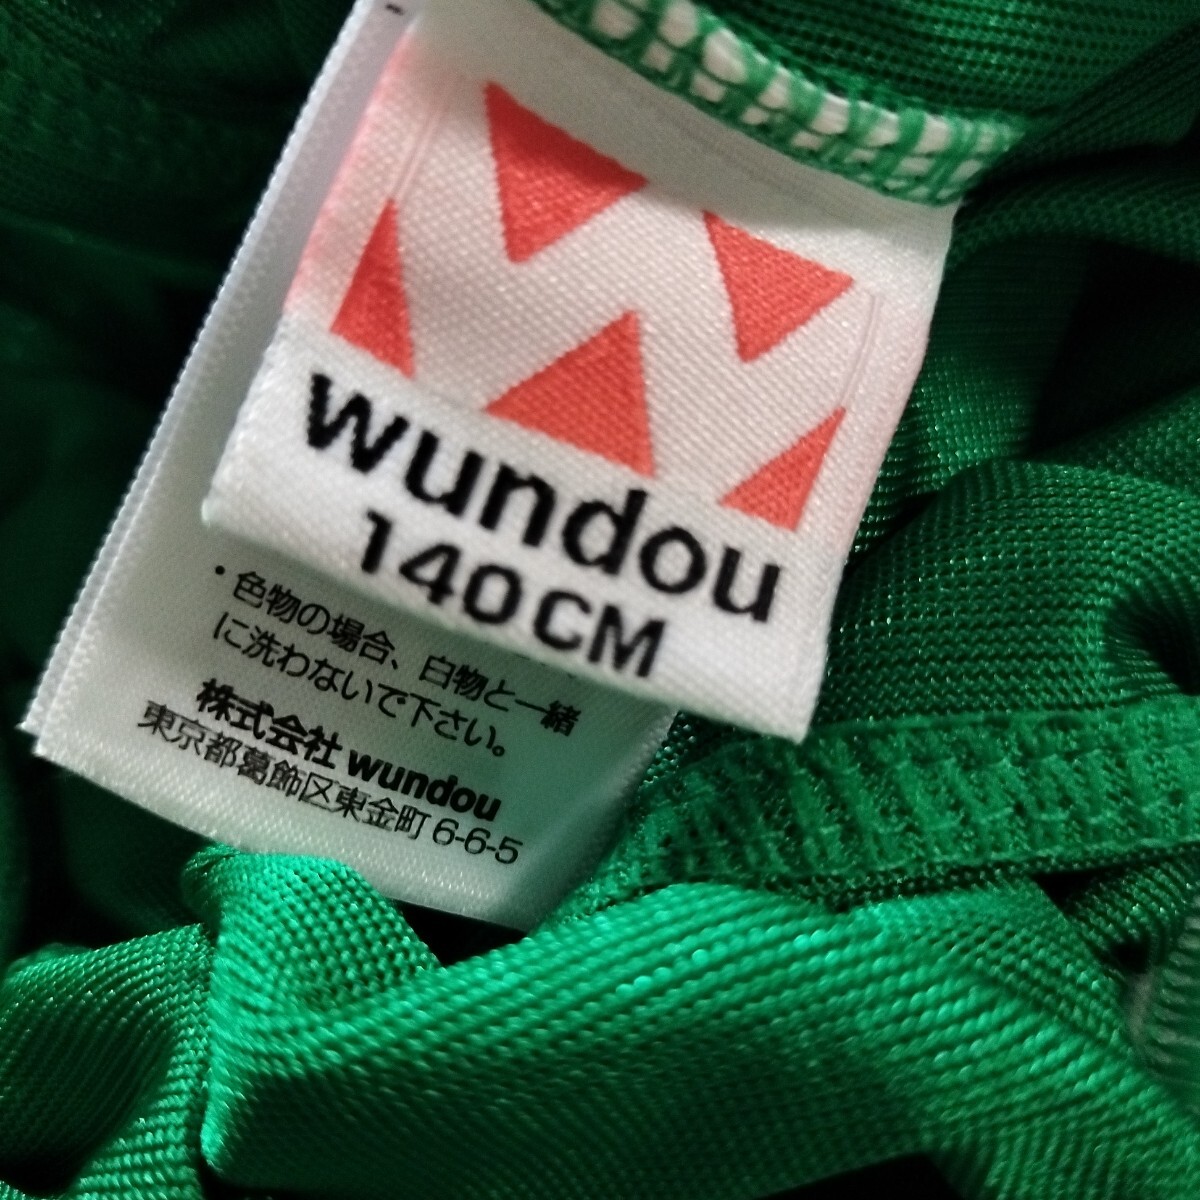 wundou
140CM
・色物の場合、白物と一緒
に洗わないで下さい。
株式会社 wundou
東京都葛飾区東金町 6-6-5